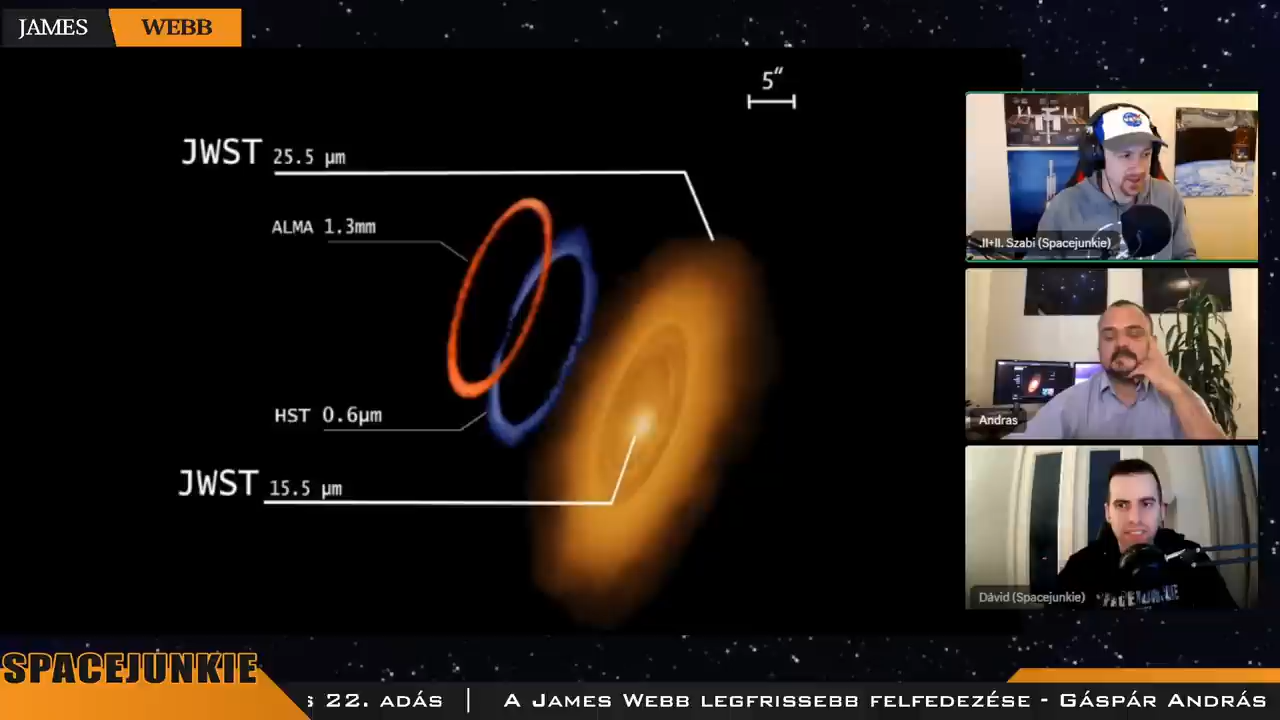 JAMES WEBB
5"
JWST 25.5 µm
ALMA 1.3mm
HST 0.6µm
JWST 15.5 µm
.II+II. Szabi (Spacejunkie)
Andras
Dávid (Spacejunkie)
SPACEJUNKIE
SPACEJUNKIE
s 22. adás | A James Webb legfrissebb felfedezése - Gáspár András